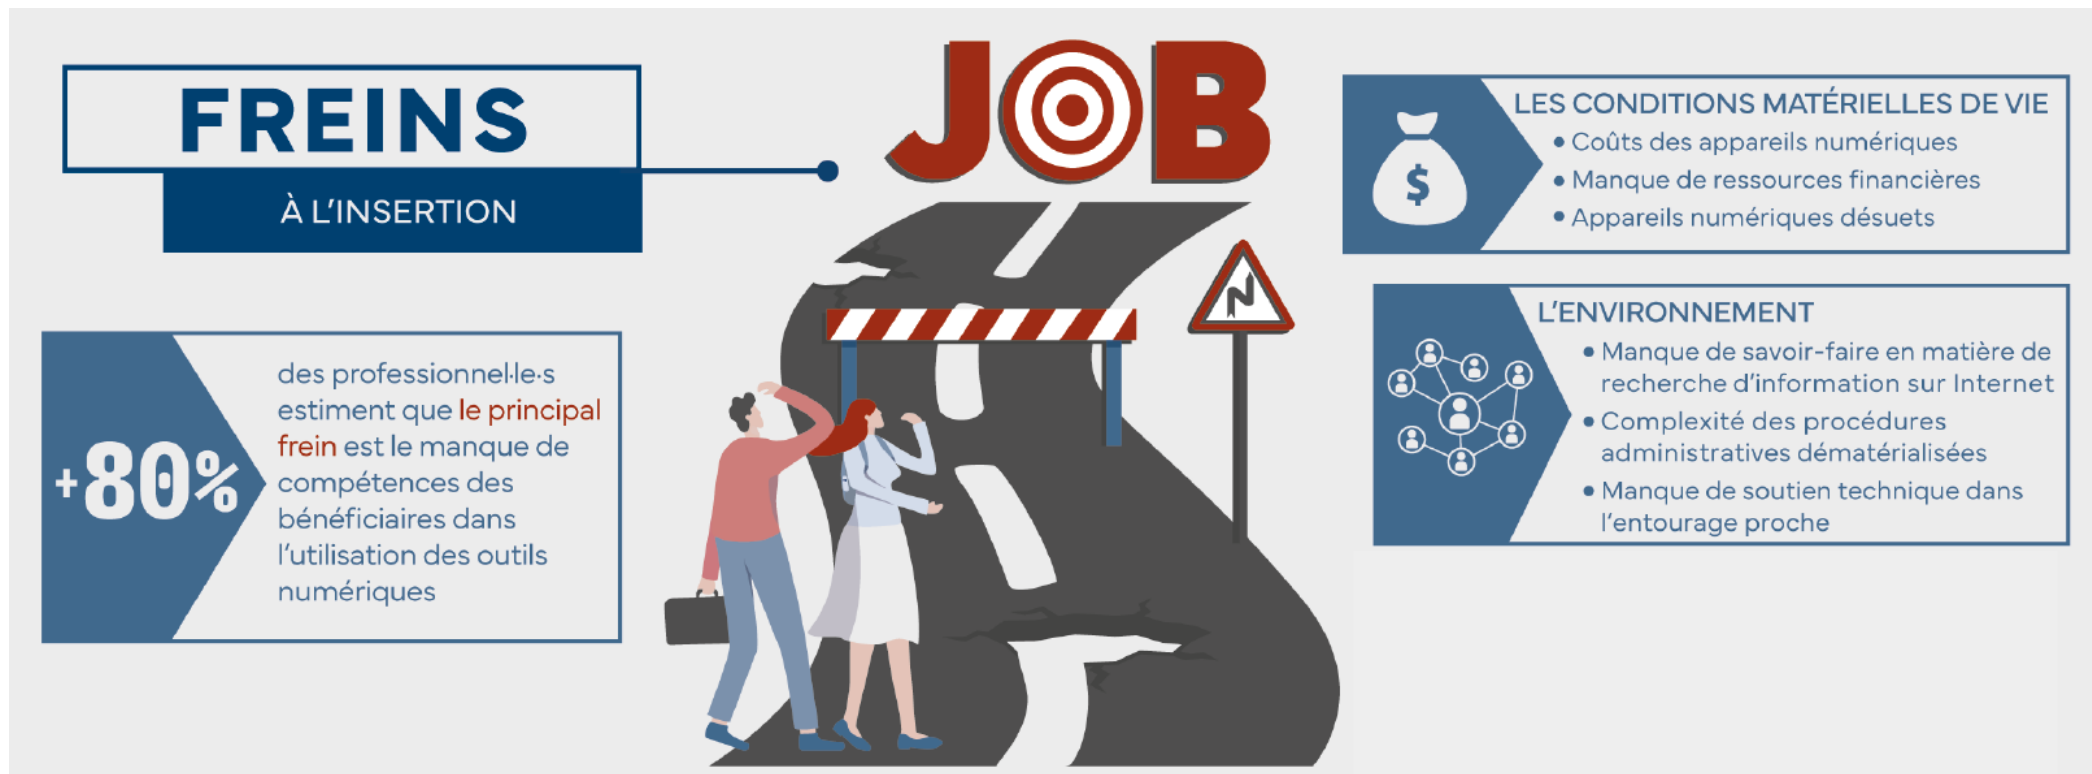 FREINS
À L'INSERTION
JOB
+80%
des professionnel·le·s
estiment que le principal
frein est le manque de
compétences des
bénéficiaires dans
l'utilisation des outils
numériques
$
LES CONDITIONS MATÉRIELLES DE VIE
• Coûts des appareils numériques
• Manque de ressources financières
• Appareils numériques désuets
L'ENVIRONNEMENT
• Manque de savoir-faire en matière de
recherche d'information sur Internet
• Complexité des procédures
administratives dématérialisées
• Manque de soutien technique dans
l'entourage proche